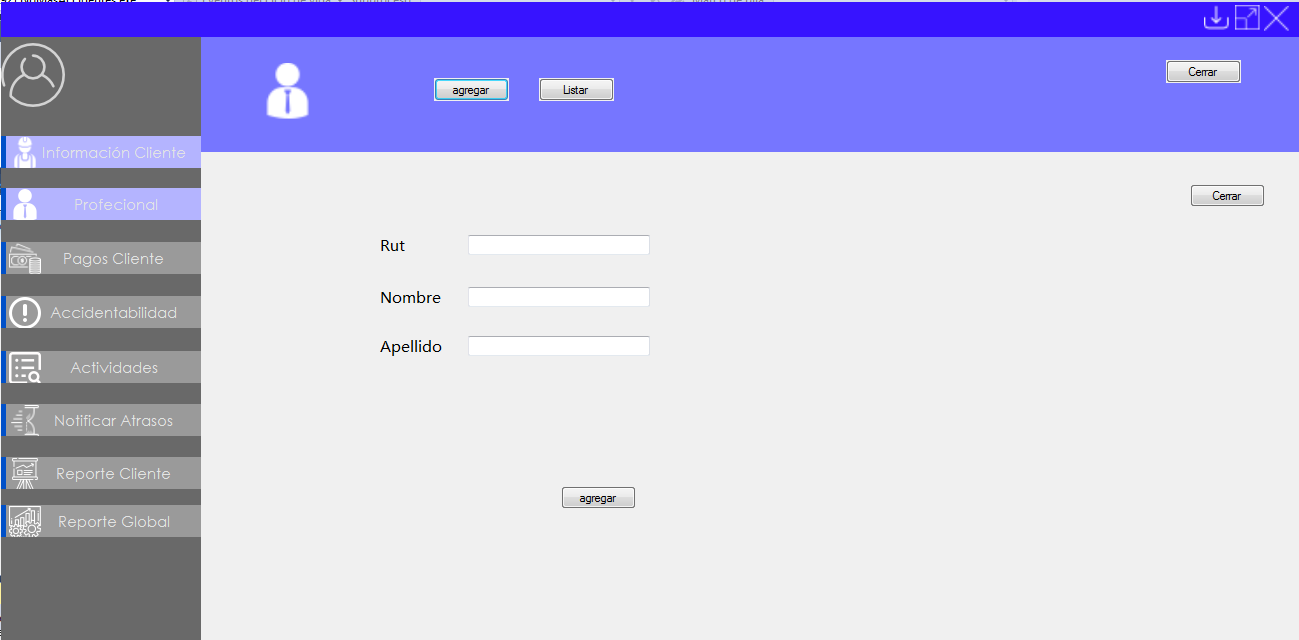 Cerrar
agregar
Listar
Información Cliente
Profecional
Pagos Cliente
Accidentabilidad
Actividades
Notificar Atrasos
Reporte Cliente
Reporte Global
Cerrar
Rut
Nombre
Apellido
agregar